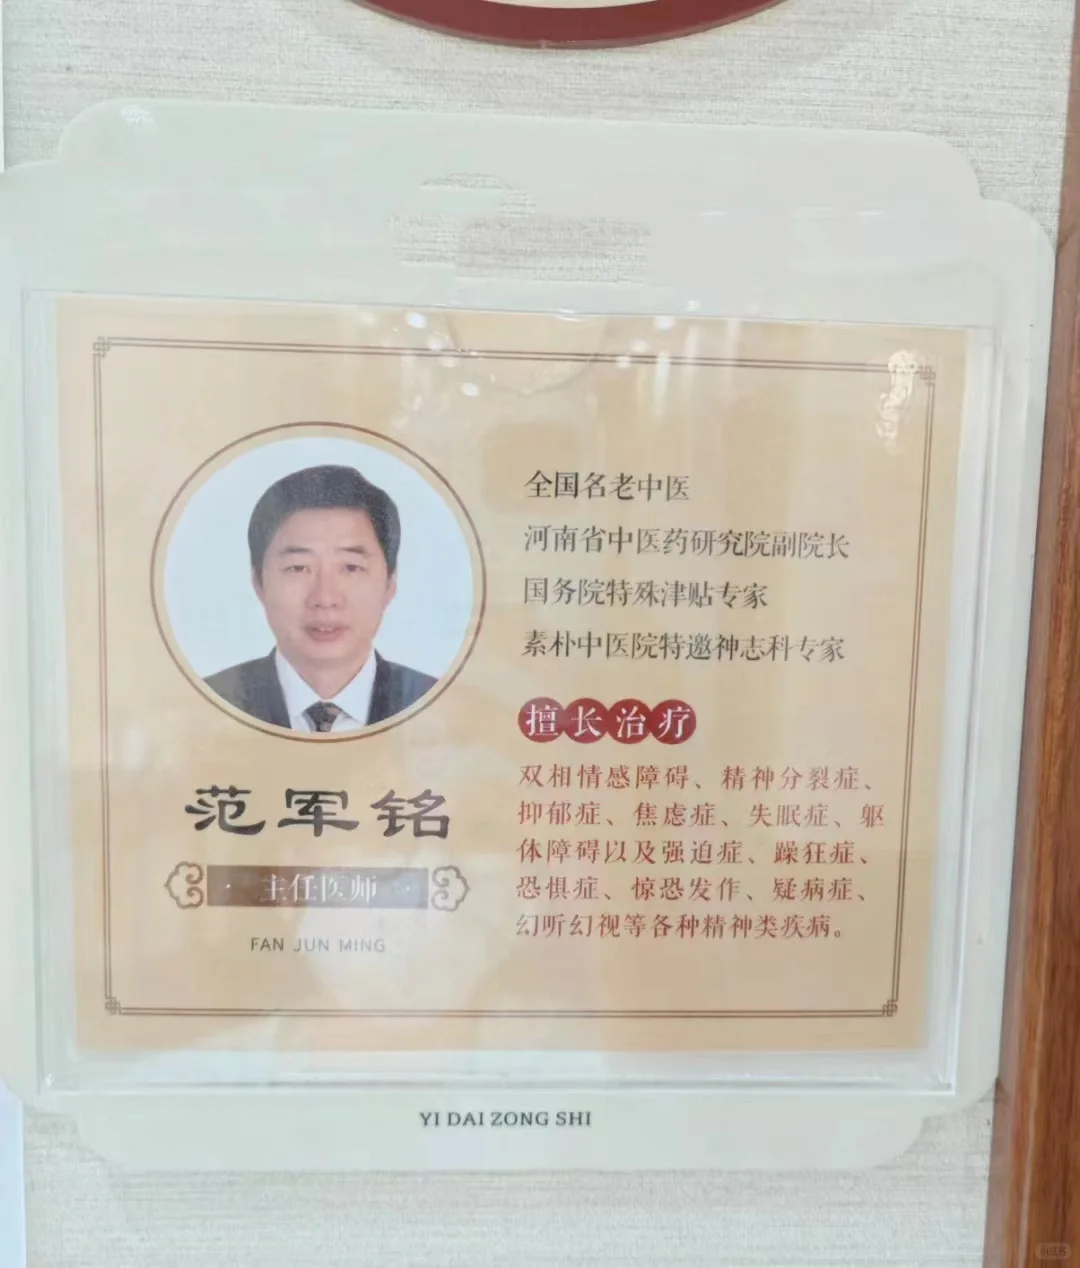 全国名老中医
河南省中医药研究院副院长
国务院特殊津贴专家
素朴中医院特邀神志科专家
擅长治疗
双相情感障碍、精神分裂症、
抑郁症、焦虑症、失眠症、躯
体障碍以及强迫症、躁狂症、
恐惧症、惊恐发作、疑病症、
幻听幻视等各种精神类疾病。
范军铭
·主任医师·
FAN JUN MING
YI DAI ZONG SHI
小红书